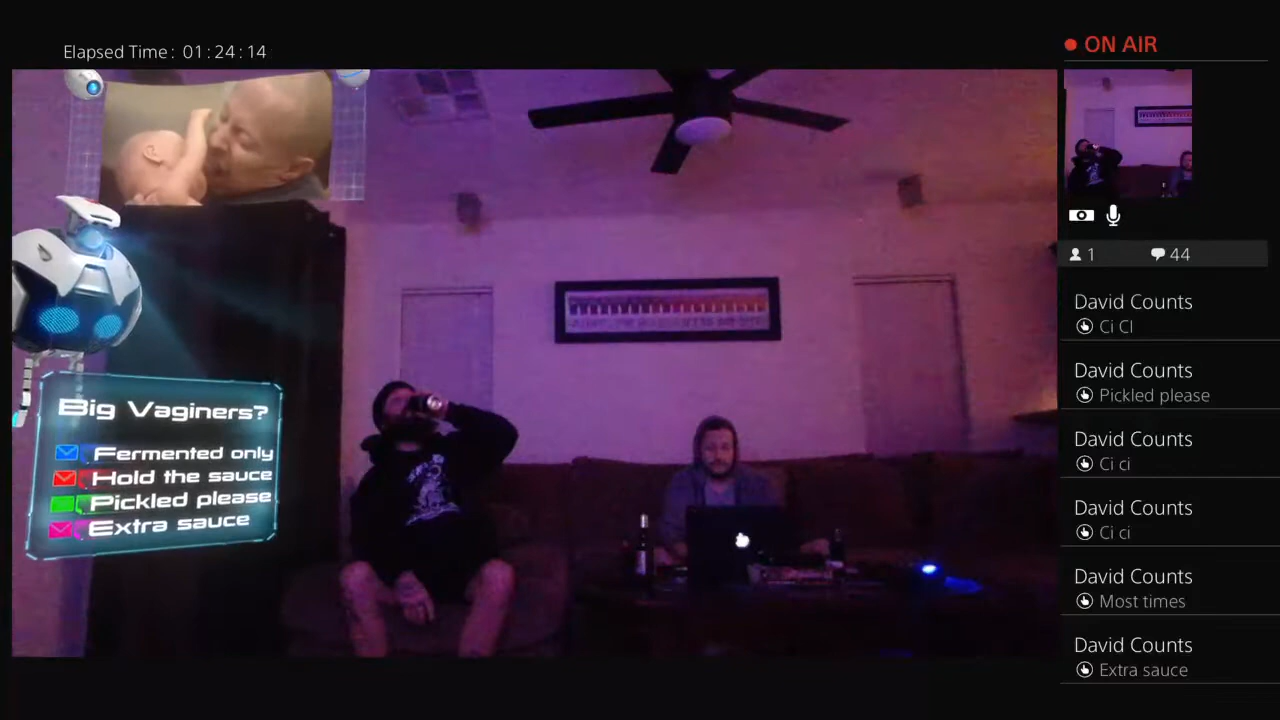 Elapsed Time: 01:24:14
ON AIR
1 44
David Counts
Ci CI
David Counts
Pickled please
David Counts
Ci ci
David Counts
Ci ci
David Counts
Most times
David Counts
Extra sauce
Big Vaginers?
Fermented only
Hold the sauce
Pickled please
Extra sauce